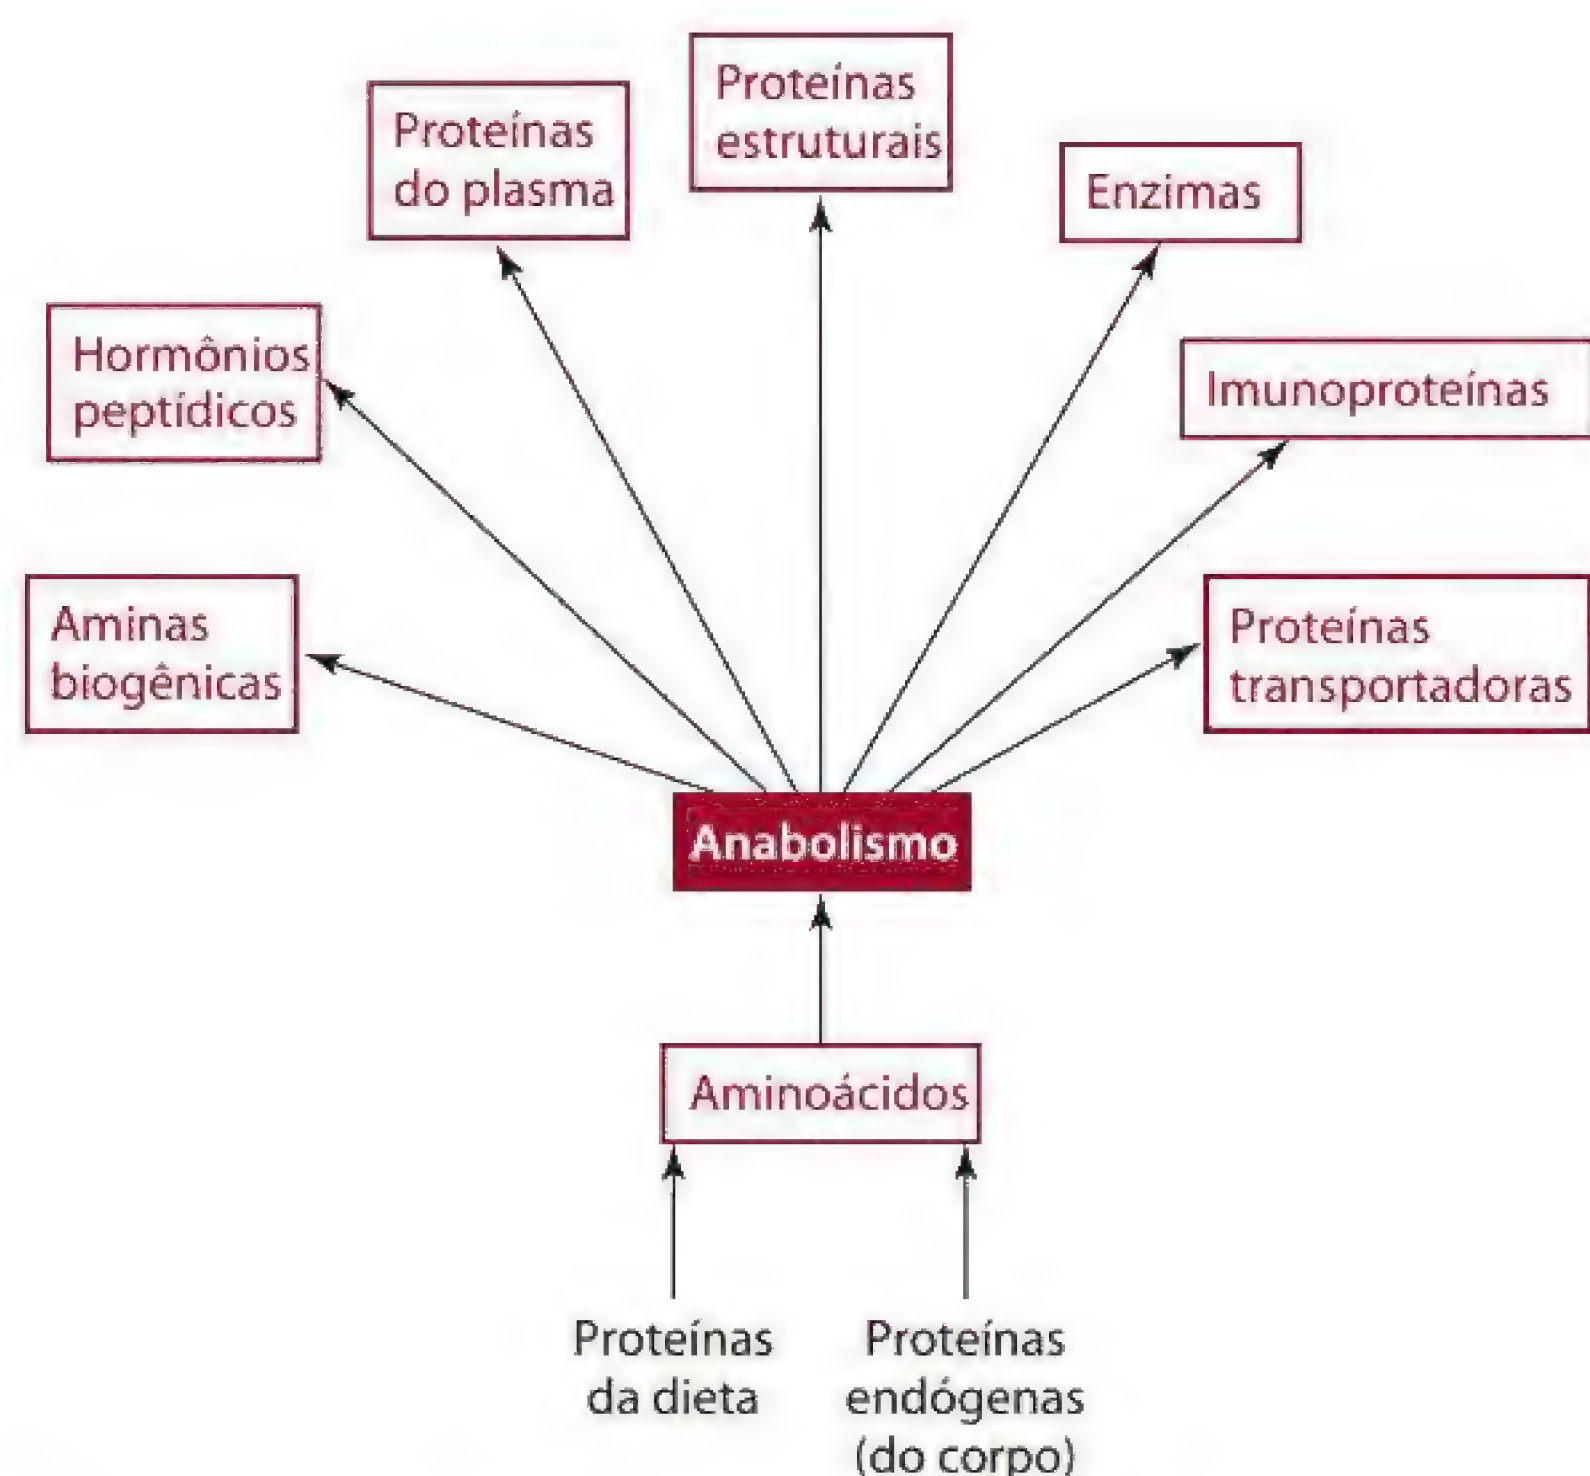 Proteínas
estruturais
Proteínas
do plasma
Enzimas
Hormônios
peptídicos
Imunoproteínas
Aminas
biogênicas
Proteínas
transportadoras
Anabolismo
Aminoácidos
Proteínas
da dieta
Proteínas
endógenas
(do corpo)